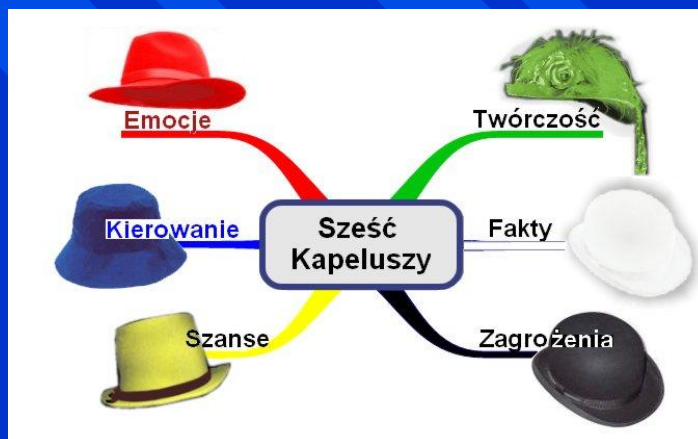 Emocje
Twórczość
Kierowanie
Sześć
Kapeluszy
Fakty
Szanse
Zagrożenia